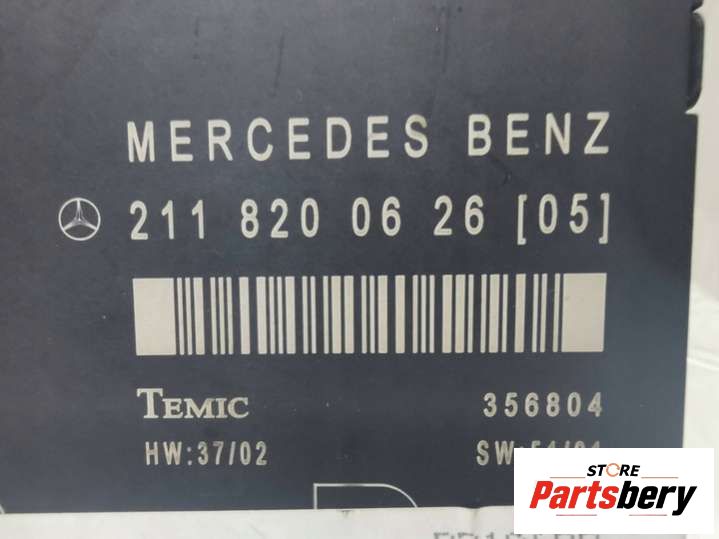 MERCEDES BENZ
211 820 06 26 [05]
TEMIC 356804
HW:37/02
STORE
Partsbery